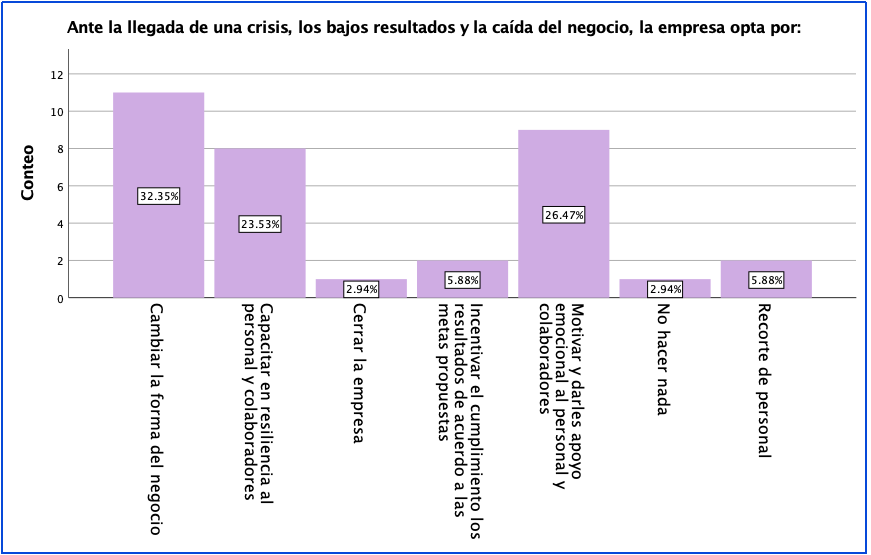 Ante la llegada de una crisis, los bajos resultados y la caída del negocio, la empresa opta por:
Conteo
12
10
8
6
4
2
0
32.35%
23.53%
2.94%
5.88%
26.47%
2.94%
5.88%
Cambiar la forma del negocio
Capacitar en resiliencia al
personal y colaboradores
Cerrar la empresa
Incentivar el cumplimiento los
resultados de acuerdo a las
metas propuestas
Motivar y darles apoyo
emocional al personal y
colaboradores
No hacer nada
Recorte de personal